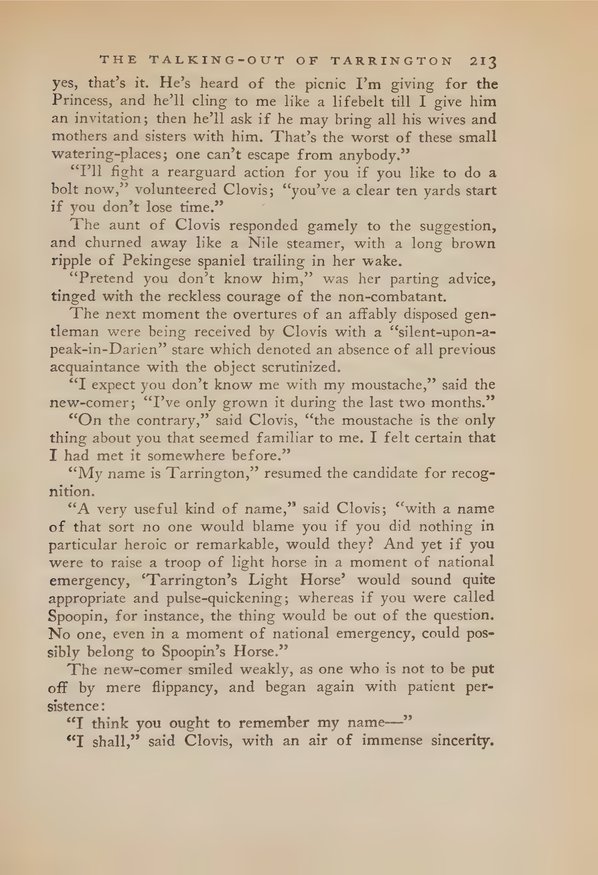 THE TALKING-OUT OF TARRINGTON 213
yes, that's it. He's heard of the picnic I'm giving for the
Princess, and he'll cling to me like a lifebelt till I give him
an invitation; then he'll ask if he may bring all his wives and
mothers and sisters with him. That's the worst of these small
watering-places; one can't escape from anybody."
"I'll fight a rearguard action for you if you like to do a
bolt now," volunteered Clovis; "you've a clear ten yards start
if you don't lose time."
The aunt of Clovis responded gamely to the suggestion,
and churned away like a Nile steamer, with a long brown
ripple of Pekingese spaniel trailing in her wake.
"Pretend you don't know him," was her parting advice,
tinged with the reckless courage of the non-combatant.
The next moment the overtures of an affably disposed gen-
tleman were being received by Clovis with a "silent-upon-a-
peak-in-Darien" stare which denoted an absence of all previous
acquaintance with the object scrutinized.
"I expect you don't know me with my moustache," said the
new-comer; "I've only grown it during the last two months."
"On the contrary," said Clovis, "the moustache is the only
thing about you that seemed familiar to me. I felt certain that
I had met it somewhere before."
"My name is Tarrington," resumed the candidate for recog-
nition.
"A very useful kind of name," said Clovis; "with a name
of that sort no one would blame you if you did nothing in
particular heroic or remarkable, would they? And yet if you
were to raise a troop of light horse in a moment of national
emergency, 'Tarrington's Light Horse' would sound quite
appropriate and pulse-quickening; whereas if you were called
Spoopin, for instance, the thing would be out of the question.
No one, even in a moment of national emergency, could pos-
sibly belong to Spoopin's Horse."
The new-comer smiled weakly, as one who is not to be put
off by mere flippancy, and began again with patient per-
sistence:
"I think you ought to remember my name—"
"I shall," said Clovis, with an air of immense sincerity.